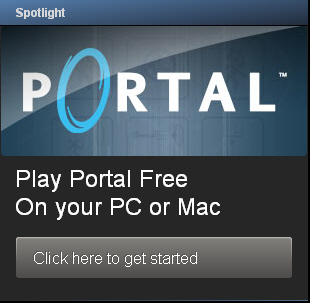 Spotlight
PORTAL™
Play Portal Free
On your PC or Mac
Click here to get started